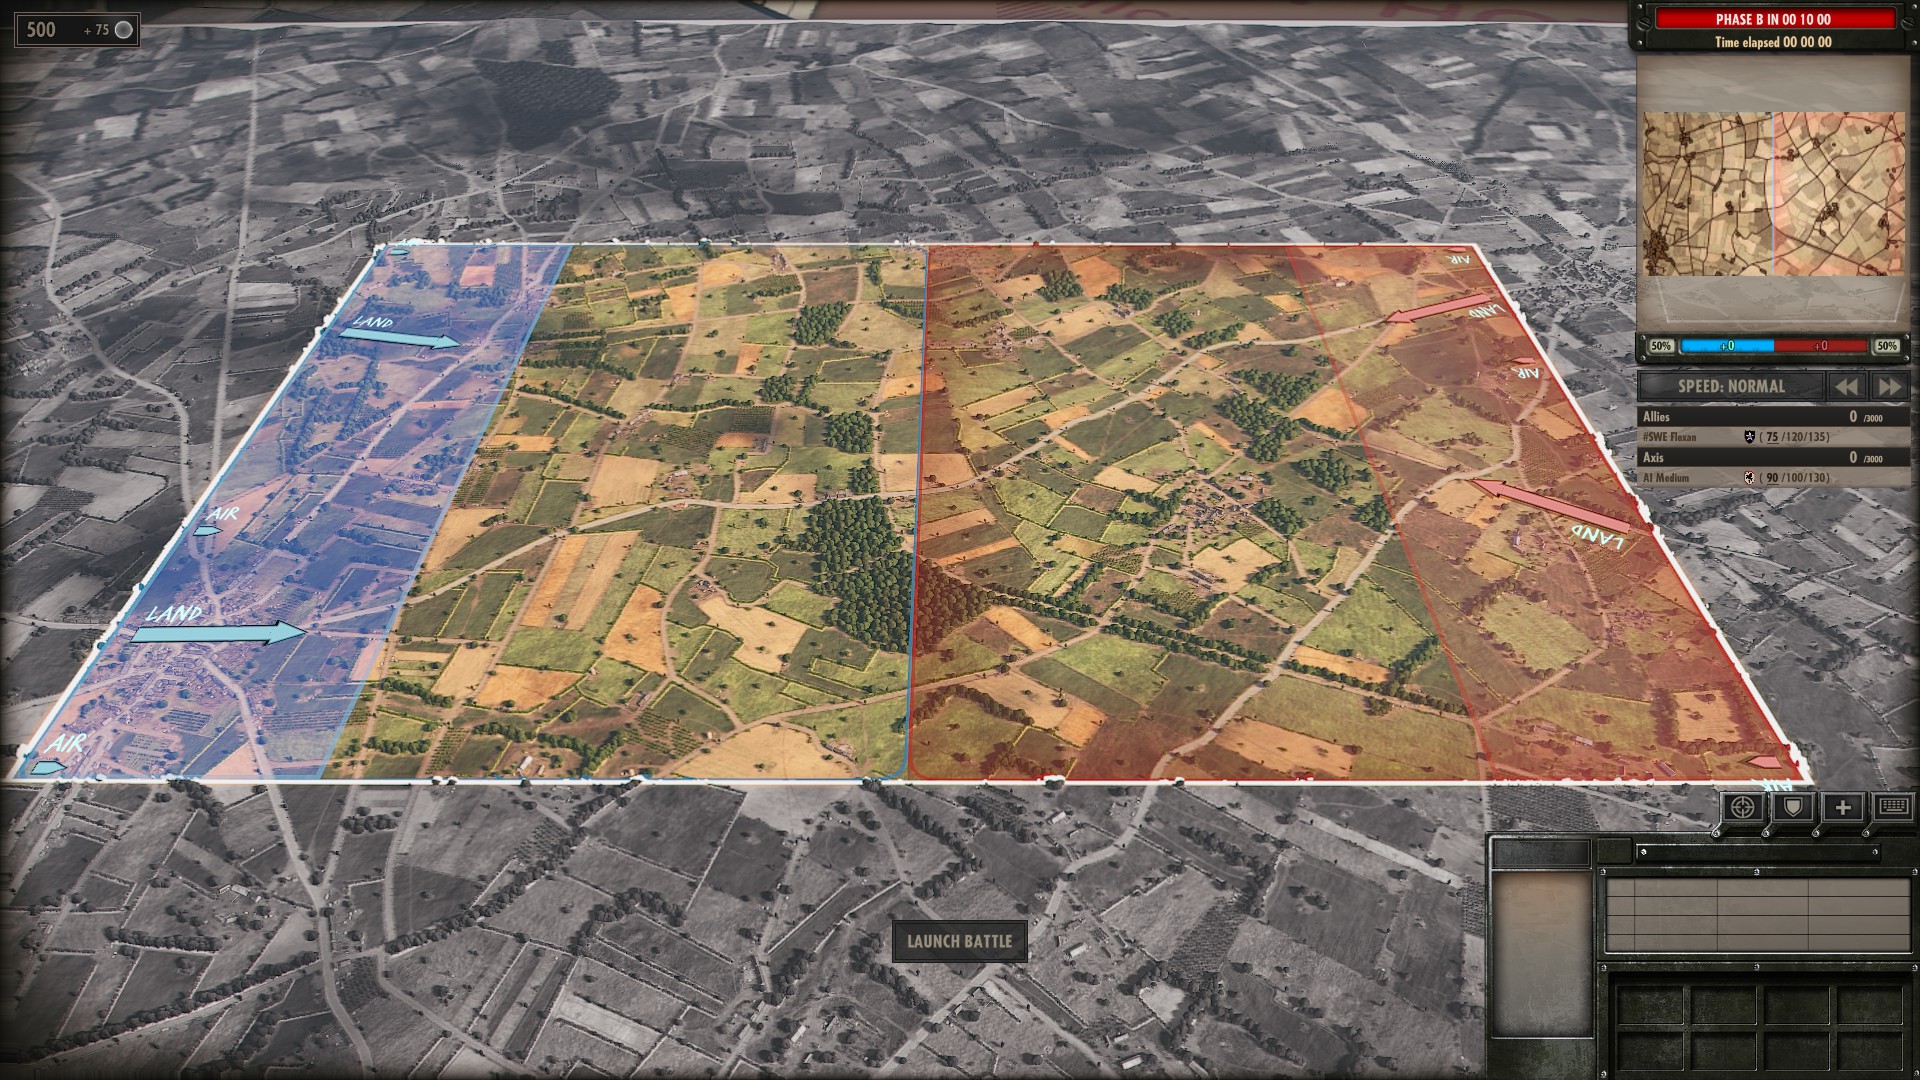 500 + 75
PHASE B IN 00 10 00
Time elapsed 00 00 00
50% +0 +0 50%
SPEED: NORMAL
Allies 0 /3000
#SWE Flexan ( 75 /120/135)
Axis 0 /3000
AI Medium ( 90 /100/130)
AIR
LAND
LAND
AIR
AIR
LAND
LAND
AIR
AIR
LAUNCH BATTLE